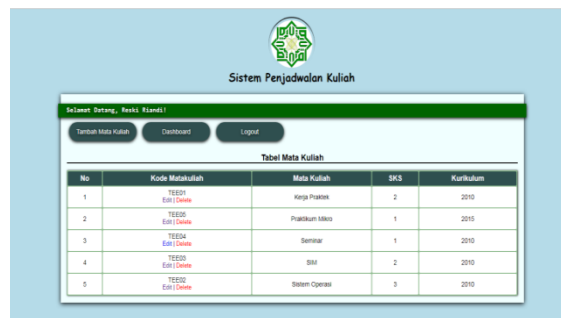 Sistem Penjadwalan Kuliah
Selamat Datang, Reski Riandi!
Tambah Mata Kuliah Dashboard Logout
Tabel Mata Kuliah
No Kode Matakuliah Mata Kuliah SKS Kurikulum
1 TEE01 Kerja Praktek 2 2010
Edit | Delete
2 TEE05 Praktikum Mikro 1 2015
Edit | Delete
3 TEE04 Seminar 1 2010
Edit | Delete
4 TEE03 SIM 2 2010
Edit | Delete
5 TEE02 Sistem Operasi 3 2010
Edit | Delete